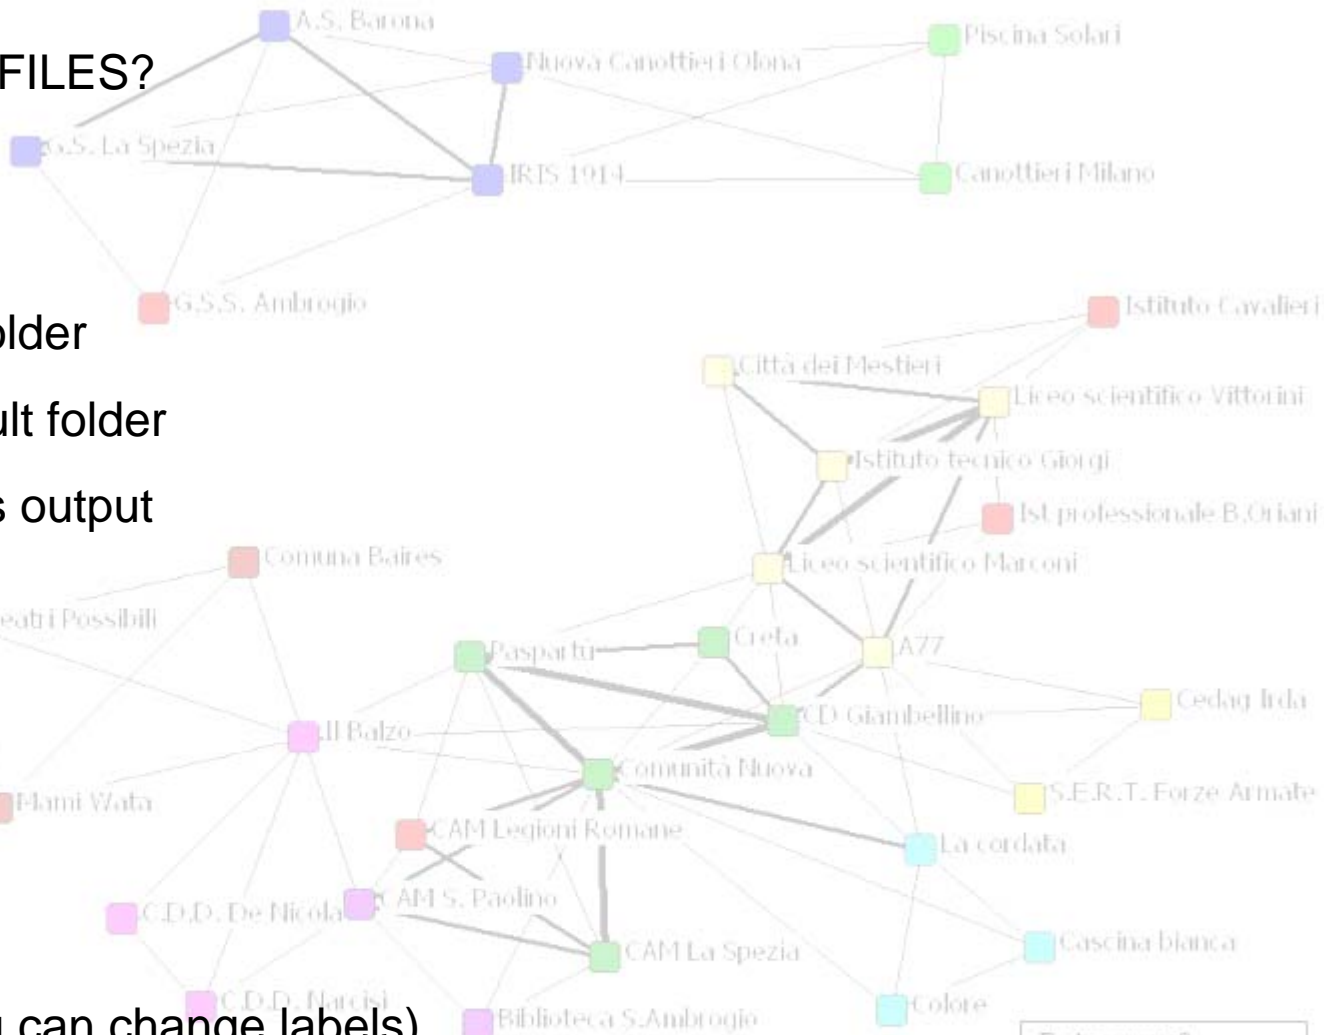 A.S. Barona
Piscina Solari
FILES?
Nuova Canottieri Olona
G.S. La Spezia
IRIS 1914
Canottieri Milano
G.S.S. Ambrogio
Istituto Cavalieri
older
Città dei Mestieri
Liceo scientifico Vittorini
ult folder
Istituto tecnico Giorgi
s output
Ist professionale B.Oriani
Comuna Baires
Liceo scientifico Marconi
eatri Possibili
Paspartù
Creta
A77
Cedag Irda
Il Balzo
CD Giambellino
Comunità Nuova
Mami Wata
S.E.R.T. Forze Armate
CAM Legioni Romane
La cordata
C.D.D. De Nicola
CAM S. Paolino
CAM La Spezia
Cascina bianca
C.D.D. Narcisi
Colore
Biblioteca S.Ambrogio
can change labels)